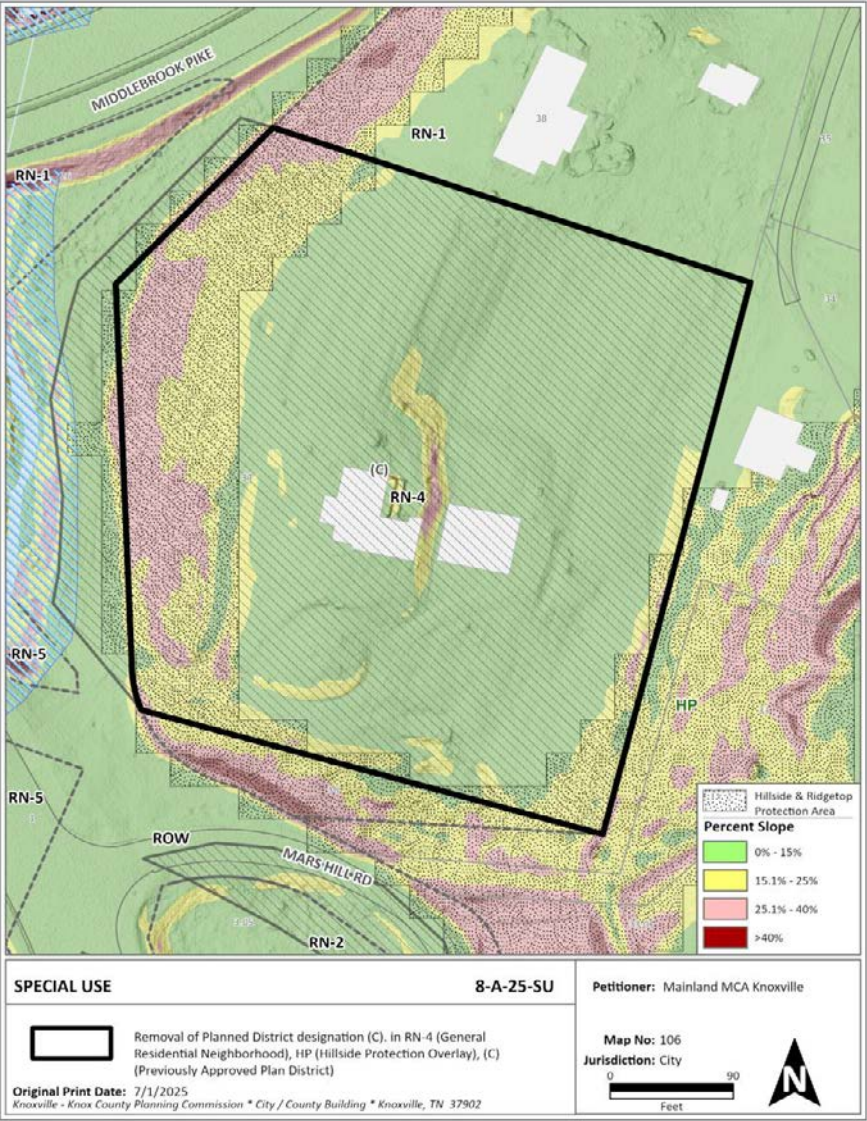 MIDDLEBROOK PIKE
RN-1
38
RN-1
35
34
(C)
RN-4
HP
RN-5
RN-5
ROW
MARS HILL RD
RN-2
Hillside & Ridgetop
Protection Area
Percent Slope
0% - 15%
15.1% - 25%
25.1% - 40%
>40%
SPECIAL USE
8-A-25-SU
Removal of Planned District designation (C). in RN-4 (General
Residential Neighborhood), HP (Hillside Protection Overlay), (C)
(Previously Approved Plan District)
Original Print Date: 7/1/2025
Knoxville - Knox County Planning Commission * City / County Building * Knoxville, TN 37902
Petitioner: Mainland MCA Knoxville
Map No: 106
Jurisdiction: City
0 90
Feet
N